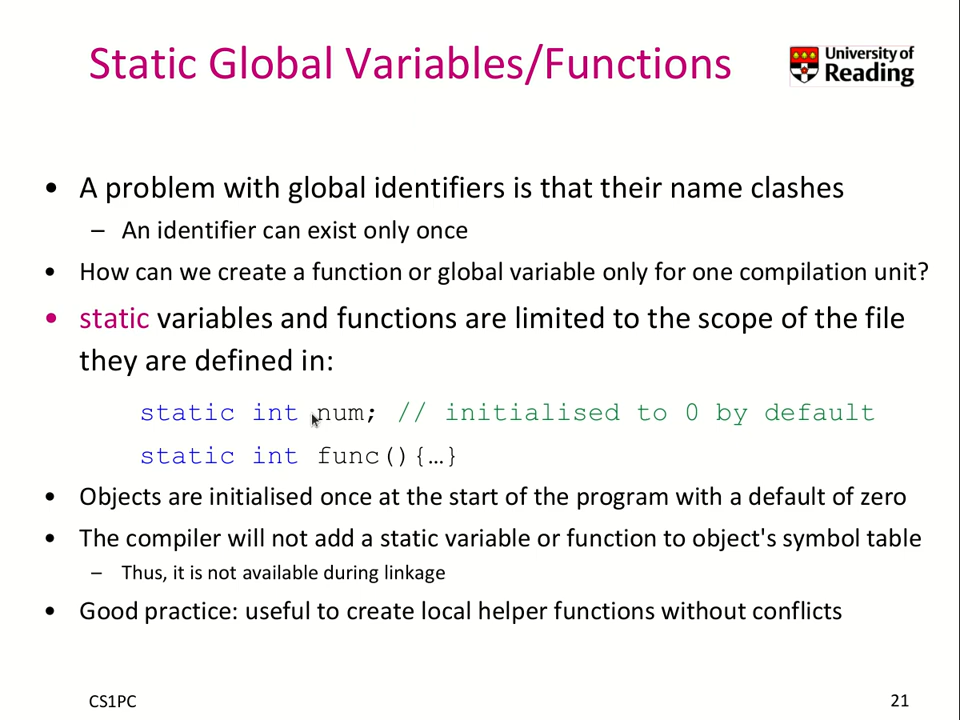 Static Global Variables/Functions
University of
Reading
• A problem with global identifiers is that their name clashes
– An identifier can exist only once
• How can we create a function or global variable only for one compilation unit?
• static variables and functions are limited to the scope of the file
they are defined in:
static int num; // initialised to 0 by default
static int func(){…}
• Objects are initialised once at the start of the program with a default of zero
• The compiler will not add a static variable or function to object's symbol table
– Thus, it is not available during linkage
• Good practice: useful to create local helper functions without conflicts
CS1PC
21